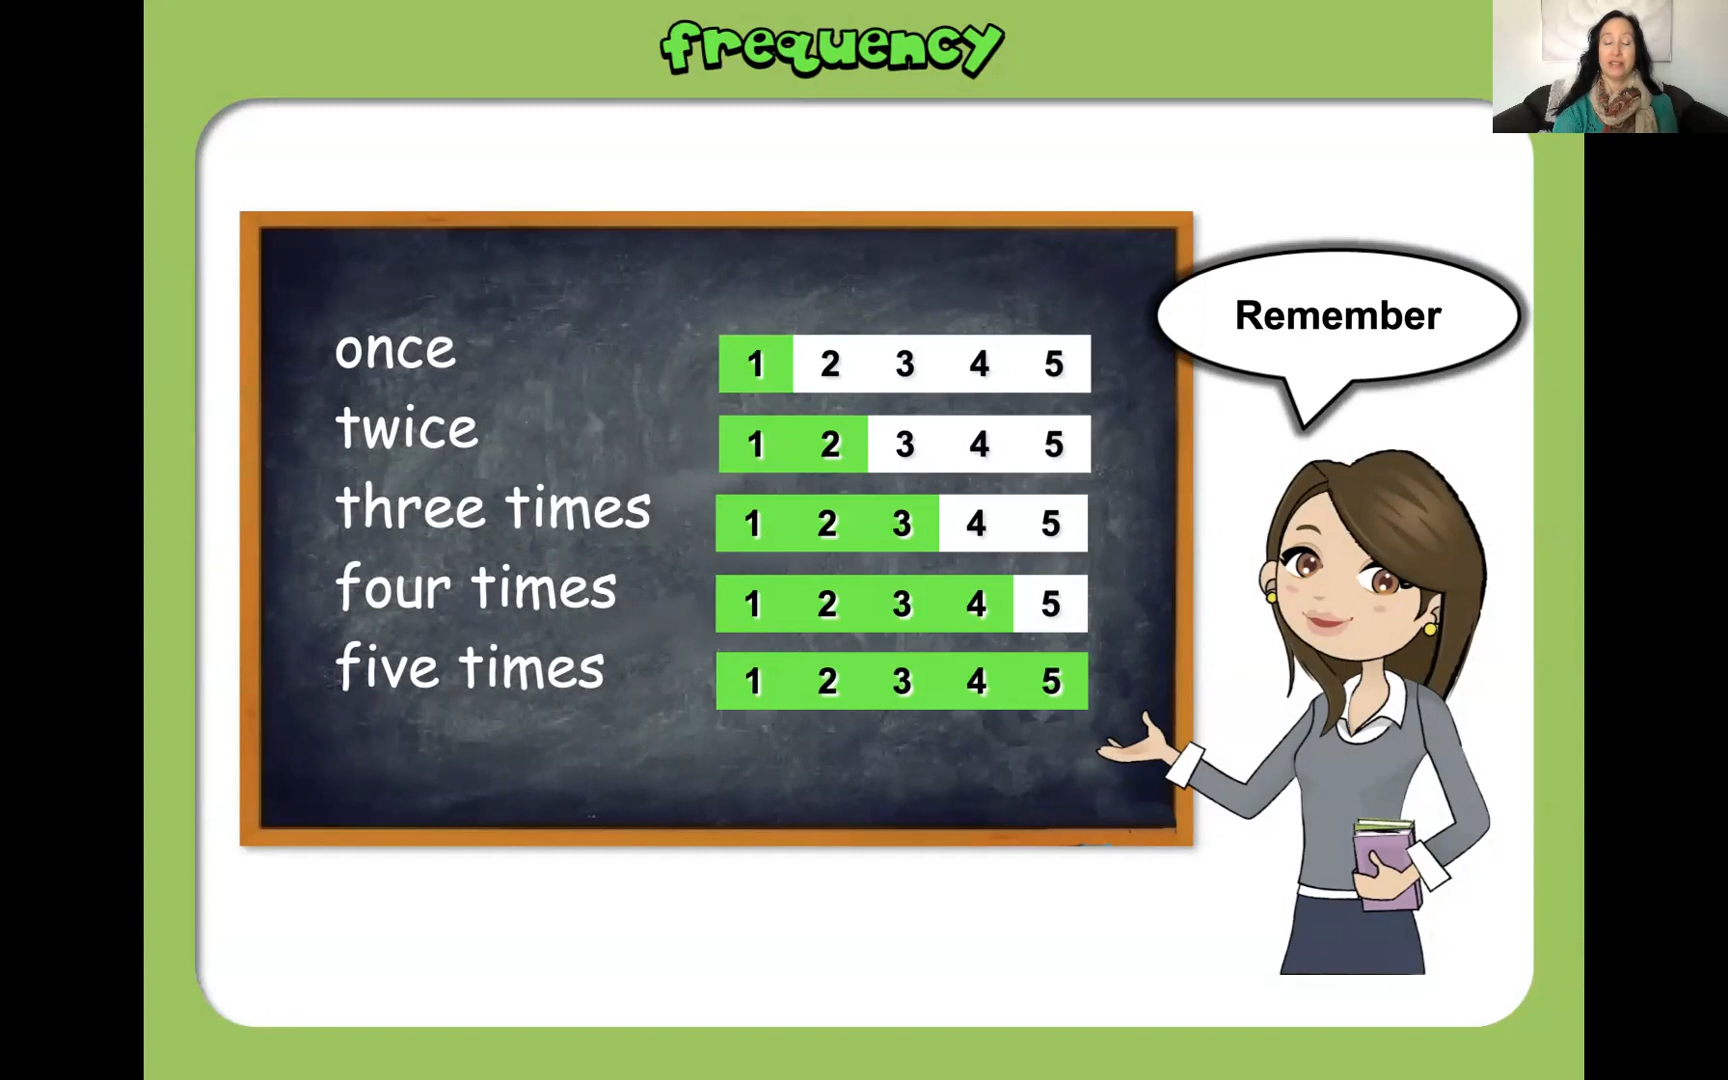 frequency
Remember
once 1 2 3 4 5
twice 1 2 3 4 5
three times 1 2 3 4 5
four times 1 2 3 4 5
five times 1 2 3 4 5